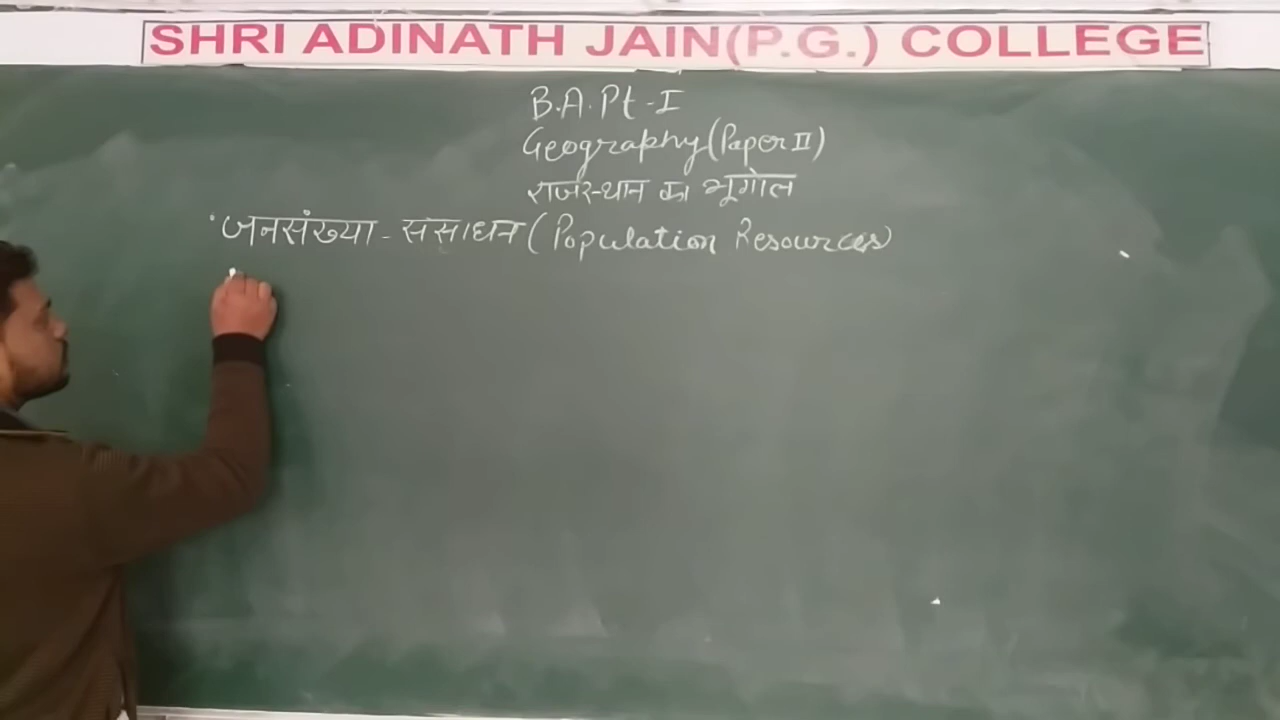 SHRI ADINATH JAIN(P.G.) COLLEGE
B.A. Pt - I
Geography (Paper II)
राजस्थान का भूगोल
जनसंख्या - संसाधन (Population Resources)